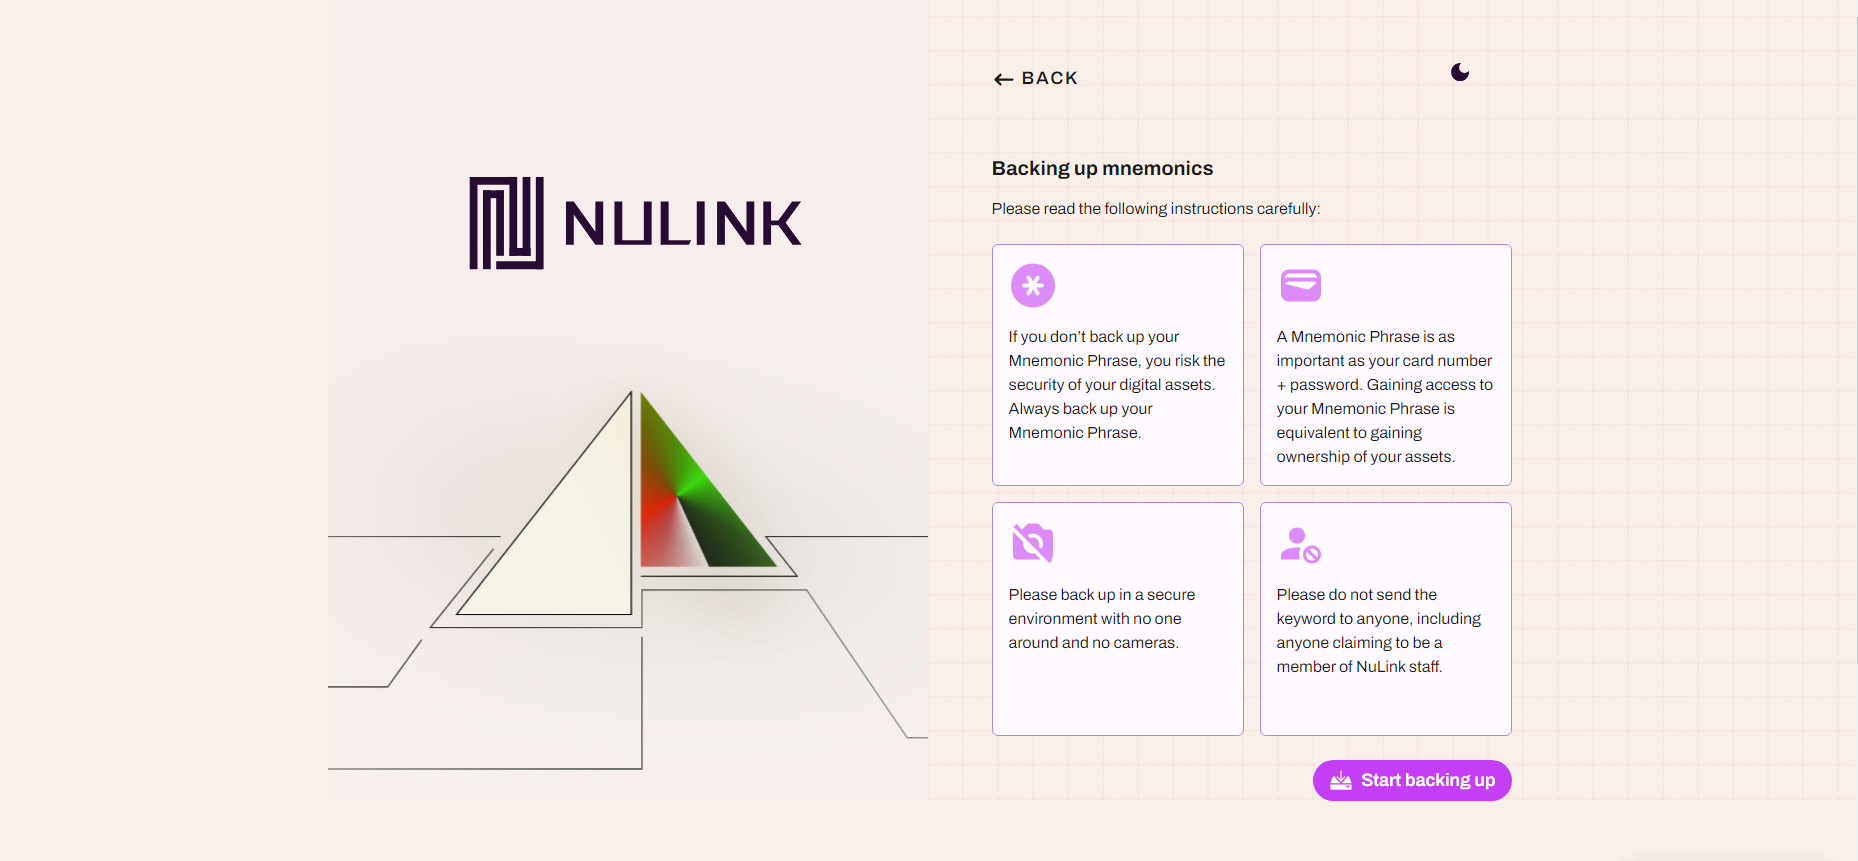 NULINK
BACK
Backing up mnemonics
Please read the following instructions carefully:
If you don’t back up your
Mnemonic Phrase, you risk the
security of your digital assets.
Always back up your
Mnemonic Phrase.
A Mnemonic Phrase is as
important as your card number
+ password. Gaining access to
your Mnemonic Phrase is
equivalent to gaining
ownership of your assets.
Please back up in a secure
environment with no one
around and no cameras.
Please do not send the
keyword to anyone, including
anyone claiming to be a
member of NuLink staff.
Start backing up